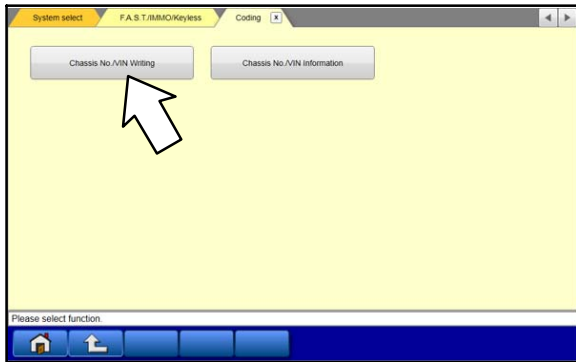 System select F.A.S.T./IMMO/Keyless Coding x
Chassis No./VIN Writing Chassis No./VIN Information
Please select function.